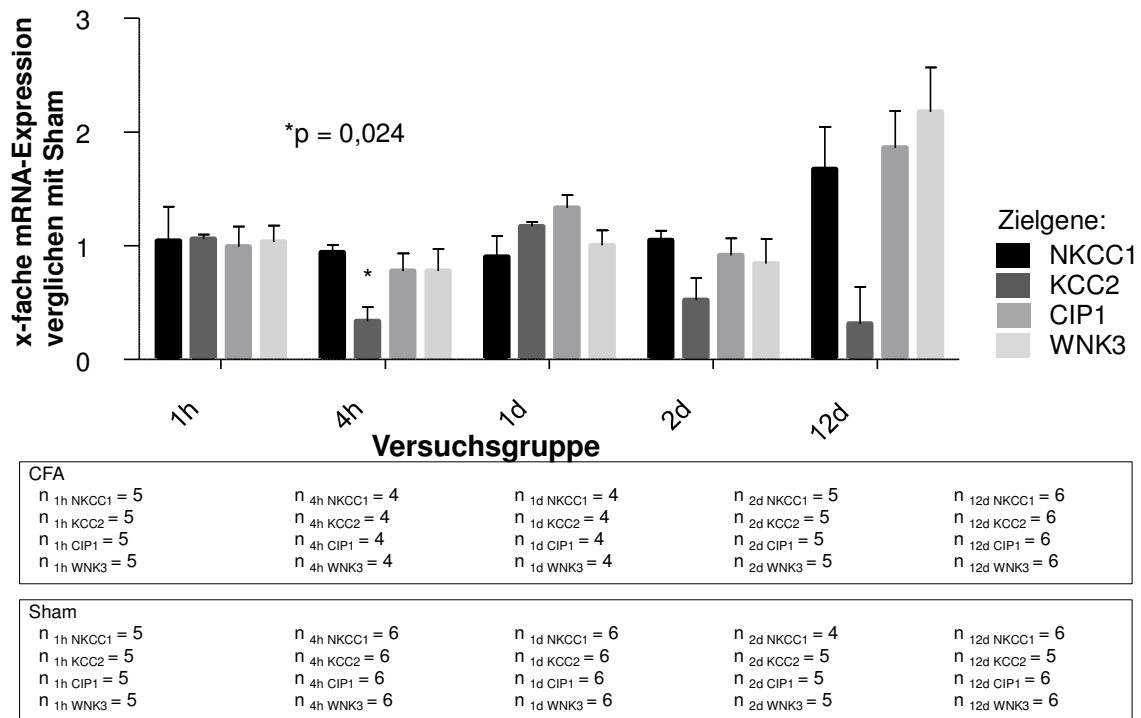 3
2
1
0
x-fache mRNA-Expression
verglichen mit Sham
*p = 0,024
*
Zielgene:
NKCC1
KCC2
CIP1
WNK3
1h 4h 1d 2d 12d
Versuchsgruppe
CFA
n 1h NKCC1 = 5 n 4h NKCC1 = 4 n 1d NKCC1 = 4 n 2d NKCC1 = 5 n 12d NKCC1 = 6
n 1h KCC2 = 5 n 4h KCC2 = 4 n 1d KCC2 = 4 n 2d KCC2 = 5 n 12d KCC2 = 6
n 1h CIP1 = 5 n 4h CIP1 = 4 n 1d CIP1 = 4 n 2d CIP1 = 5 n 12d CIP1 = 6
n 1h WNK3 = 5 n 4h WNK3 = 4 n 1d WNK3 = 4 n 2d WNK3 = 5 n 12d WNK3 = 6
Sham
n 1h NKCC1 = 5 n 4h NKCC1 = 6 n 1d NKCC1 = 6 n 2d NKCC1 = 4 n 12d NKCC1 = 6
n 1h KCC2 = 5 n 4h KCC2 = 6 n 1d KCC2 = 6 n 2d KCC2 = 5 n 12d KCC2 = 5
n 1h CIP1 = 5 n 4h CIP1 = 6 n 1d CIP1 = 6 n 2d CIP1 = 5 n 12d CIP1 = 6
n 1h WNK3 = 5 n 4h WNK3 = 6 n 1d WNK3 = 6 n 2d WNK3 = 5 n 12d WNK3 = 6